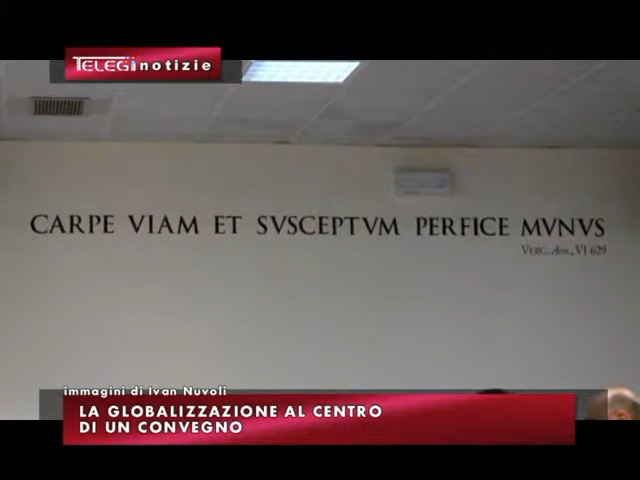 TELEGInotizie
CARPE VIAM ET SVSCEPTVM PERFICE MVNVS
VERG. Aen., VI 629
immagini di Ivan Nuvoli
LA GLOBALIZZAZIONE AL CENTRO
DI UN CONVEGNO